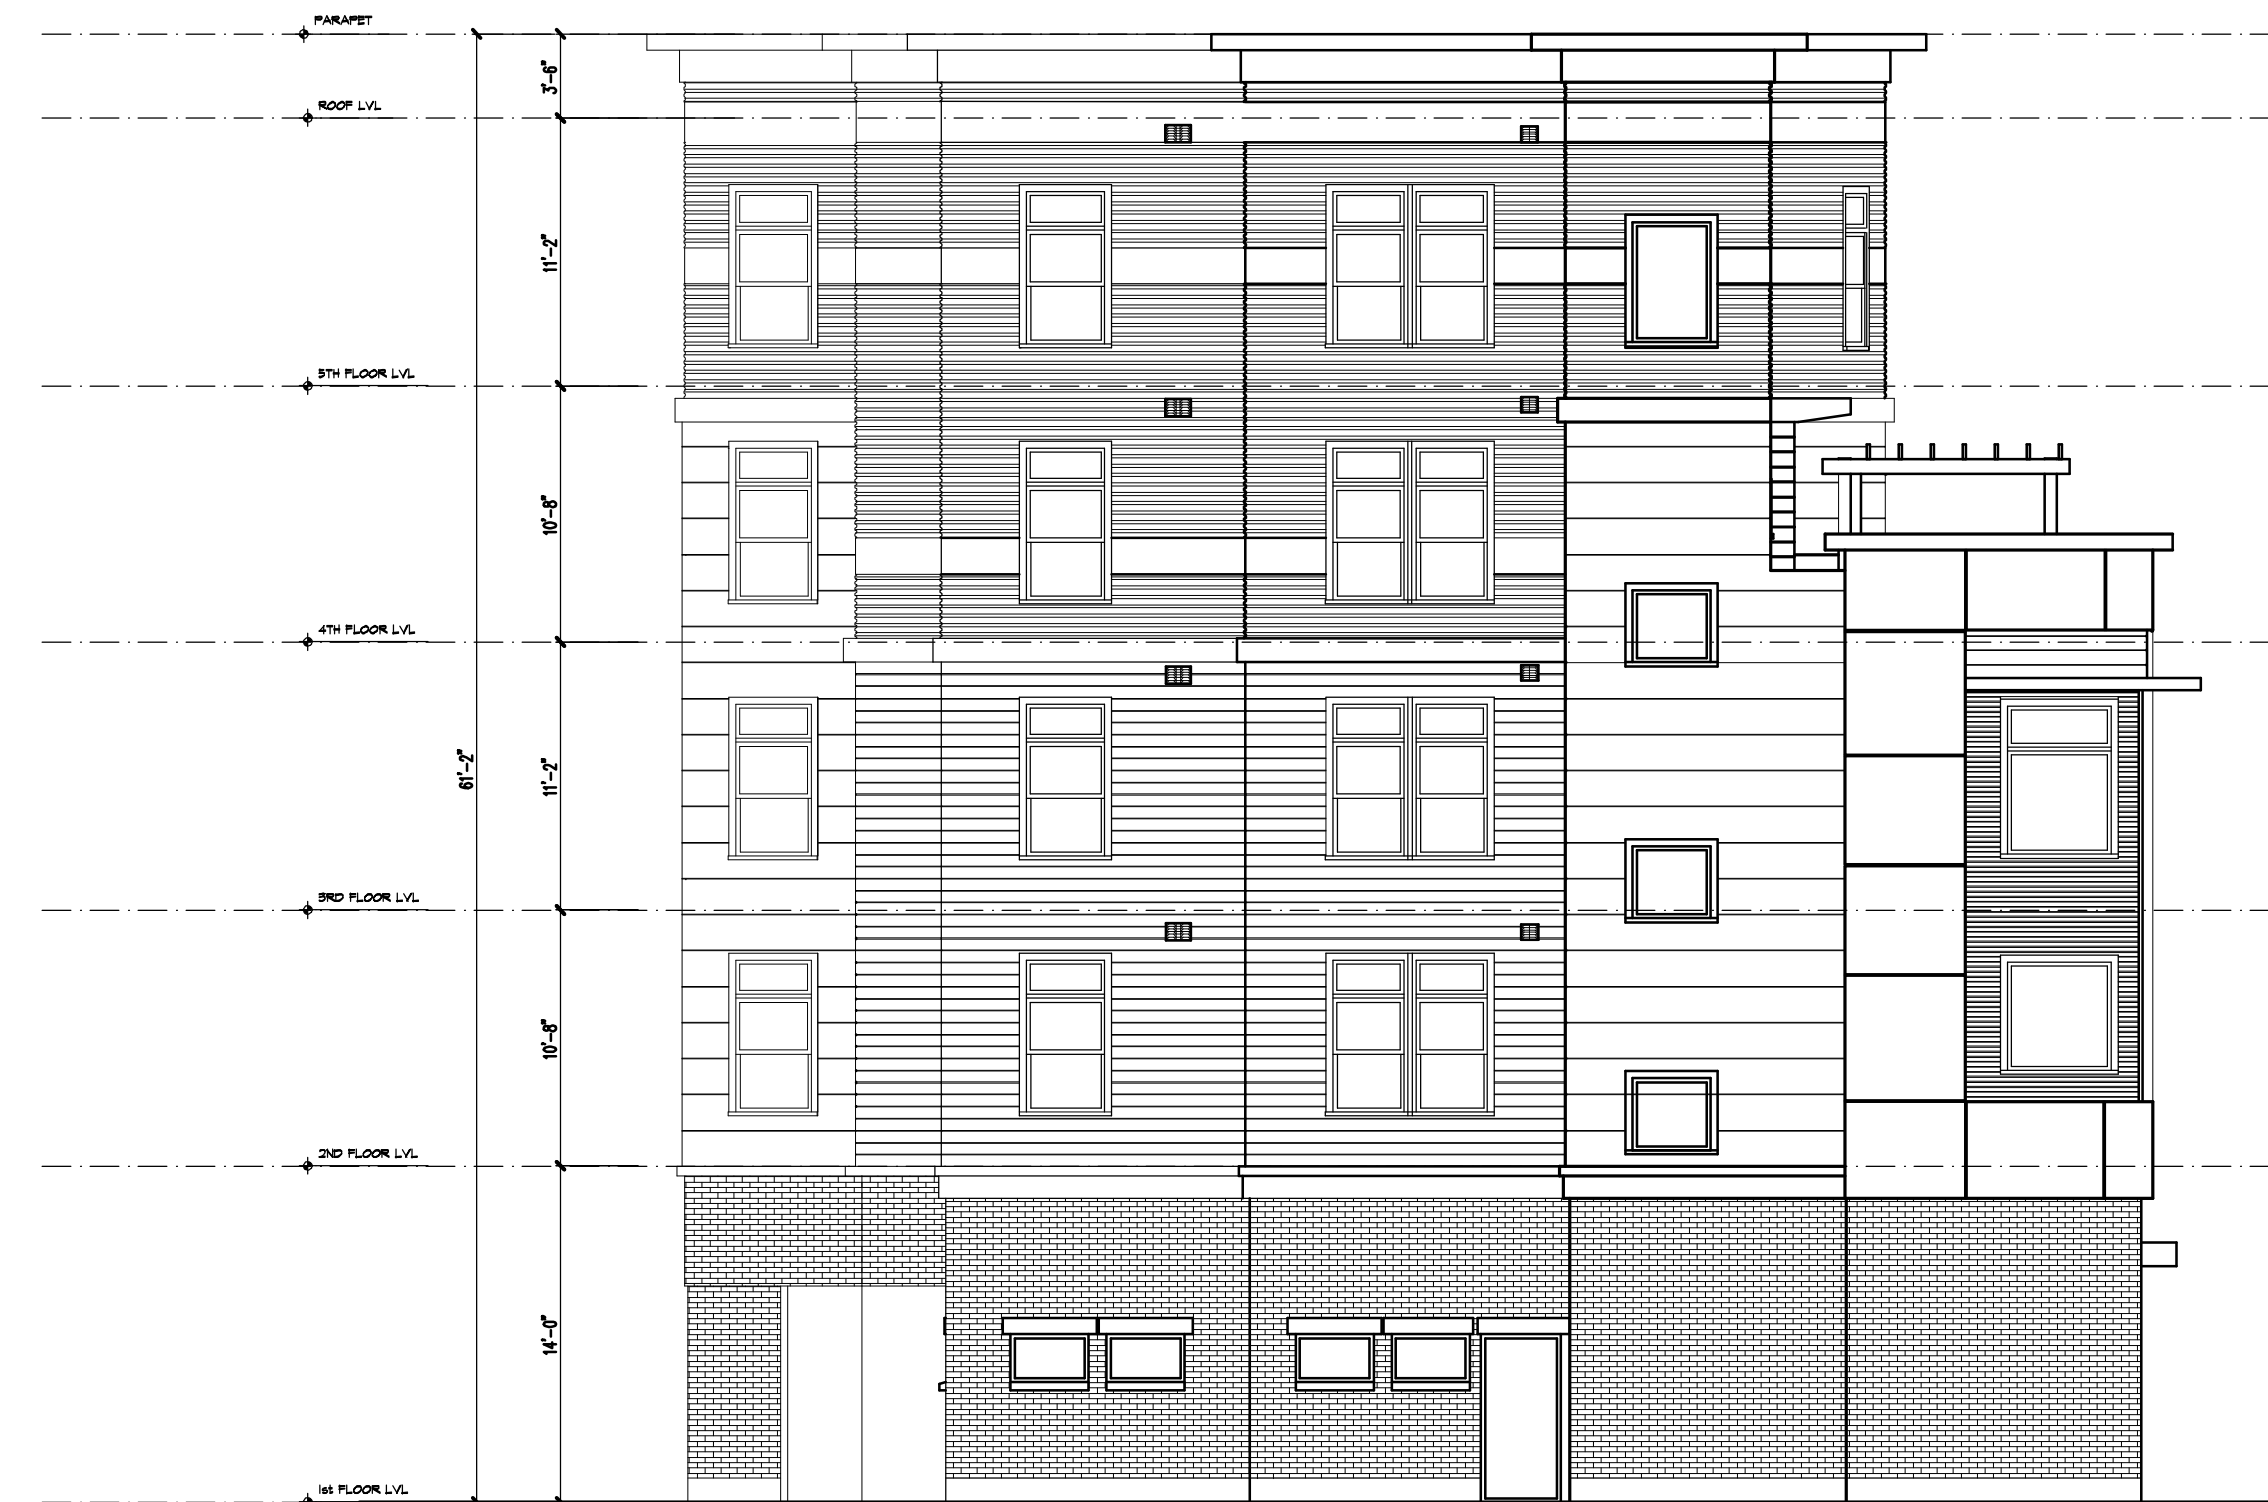 PARAPET
3'-6"
ROOF LVL
11'-2"
5TH FLOOR LVL
10'-8"
4TH FLOOR LVL
61'-2"
11'-2"
3RD FLOOR LVL
10'-8"
2ND FLOOR LVL
14'-0"
1st FLOOR LVL